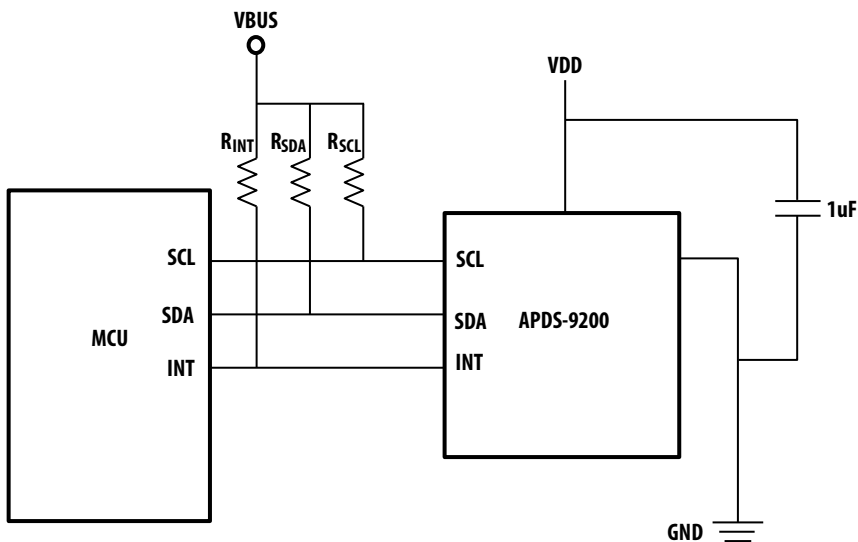 VBUS
VDD
RINT RSDA RSCL
1uF
SCL SCL
SDA SDA
MCU APDS-9200
INT INT
GND